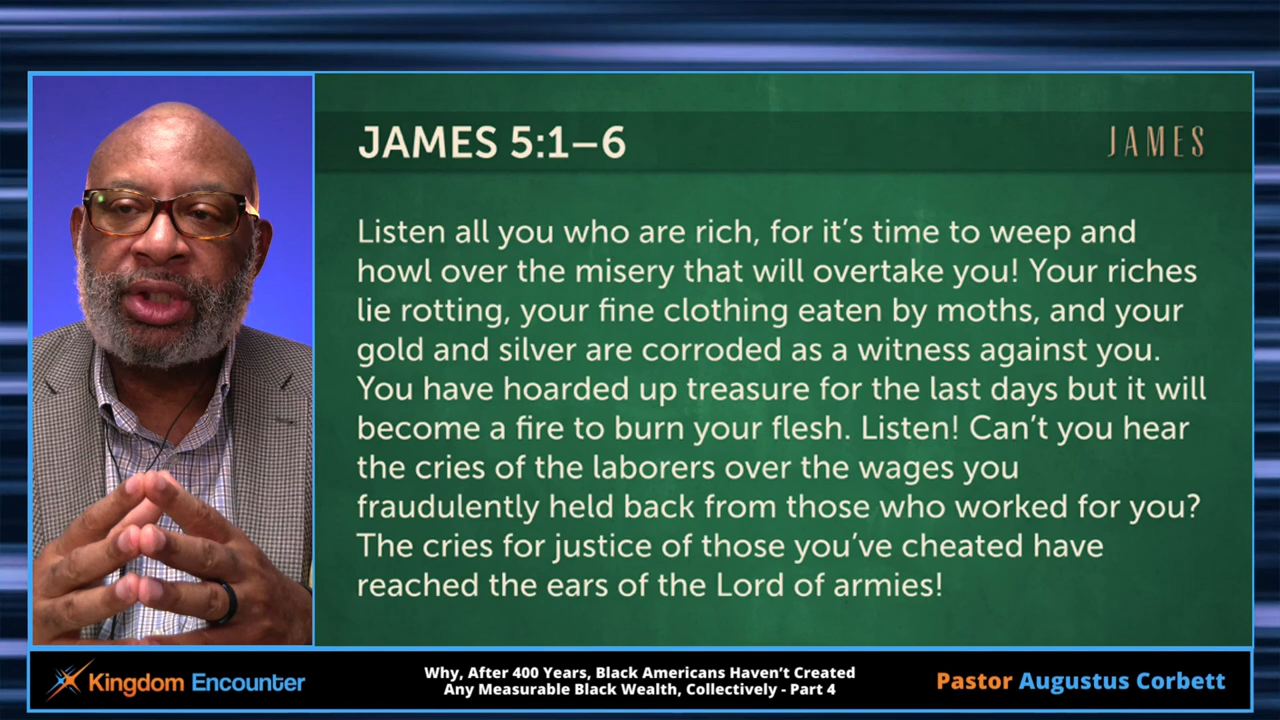 JAMES 5:1–6
JAMES
Listen all you who are rich, for it’s time to weep and
howl over the misery that will overtake you! Your riches
lie rotting, your fine clothing eaten by moths, and your
gold and silver are corroded as a witness against you.
You have hoarded up treasure for the last days but it will
become a fire to burn your flesh. Listen! Can’t you hear
the cries of the laborers over the wages you
fraudulently held back from those who worked for you?
The cries for justice of those you’ve cheated have
reached the ears of the Lord of armies!
Kingdom Encounter
Why, After 400 Years, Black Americans Haven’t Created
Any Measurable Black Wealth, Collectively - Part 4
Pastor Augustus Corbett